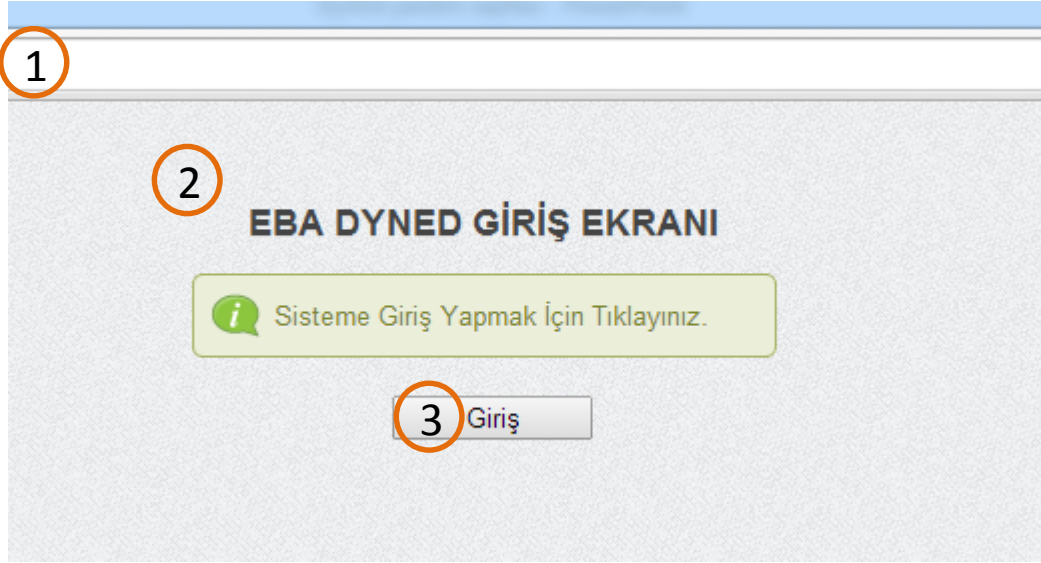 1
2
EBA DYNED GİRİŞ EKRANI
i Sisteme Giriş Yapmak İçin Tıklayınız.
3 Giriş